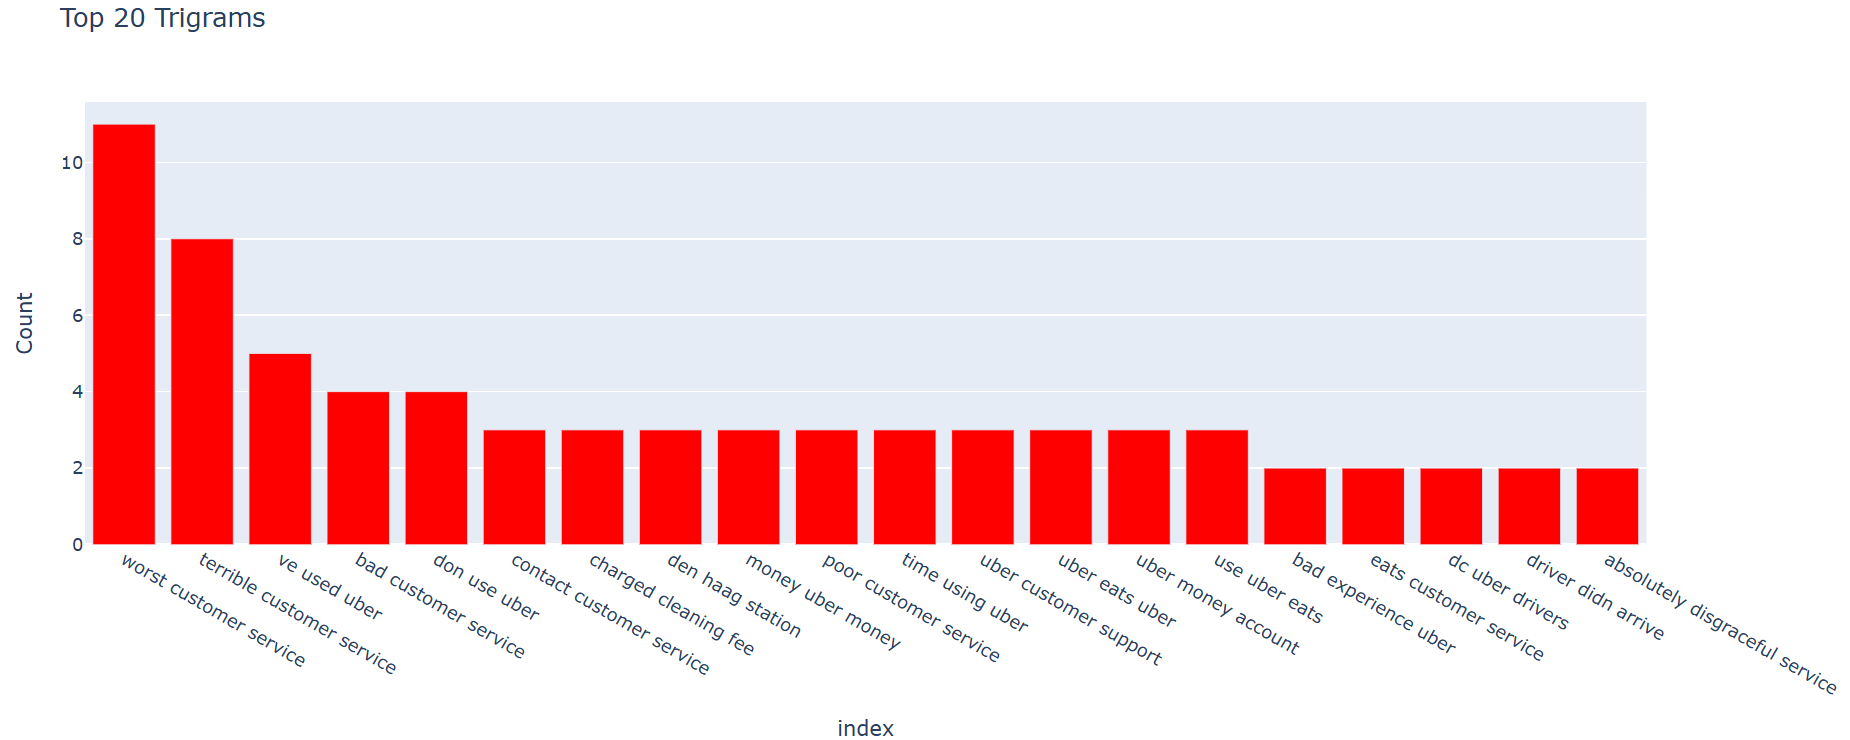 Top 20 Trigrams
Count
10
8
6
4
2
0
worst customer service
terrible customer service
ve used uber
bad customer service
don use uber
contact customer service
charged cleaning fee
den haag station
money uber money
poor customer service
time using uber
uber customer support
uber eats uber
uber money account
use uber eats
bad experience uber
eats customer service
dc uber drivers
driver didn arrive
absolutely disgraceful service
index